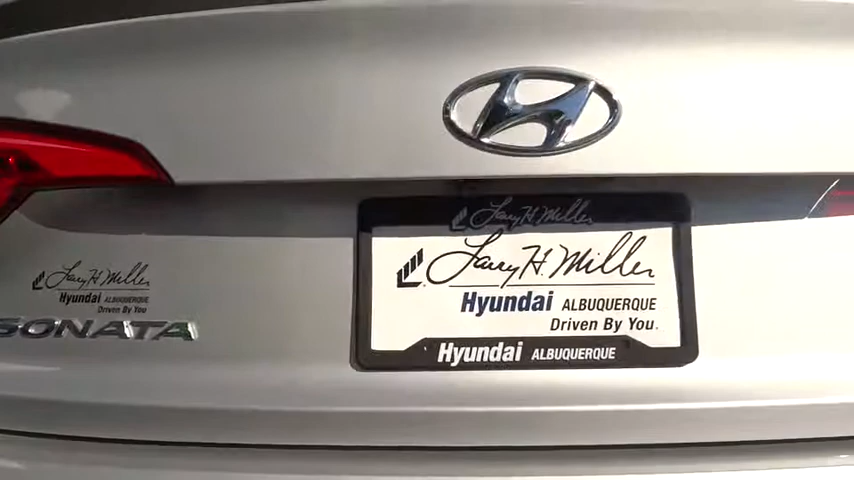 Larry H. Miller
Larry H. Miller
Hyundai ALBUQUERQUE
Driven By You.
Hyundai ALBUQUERQUE
Larry H. Miller
Hyundai ALBUQUERQUE
Driven By You
SONATA